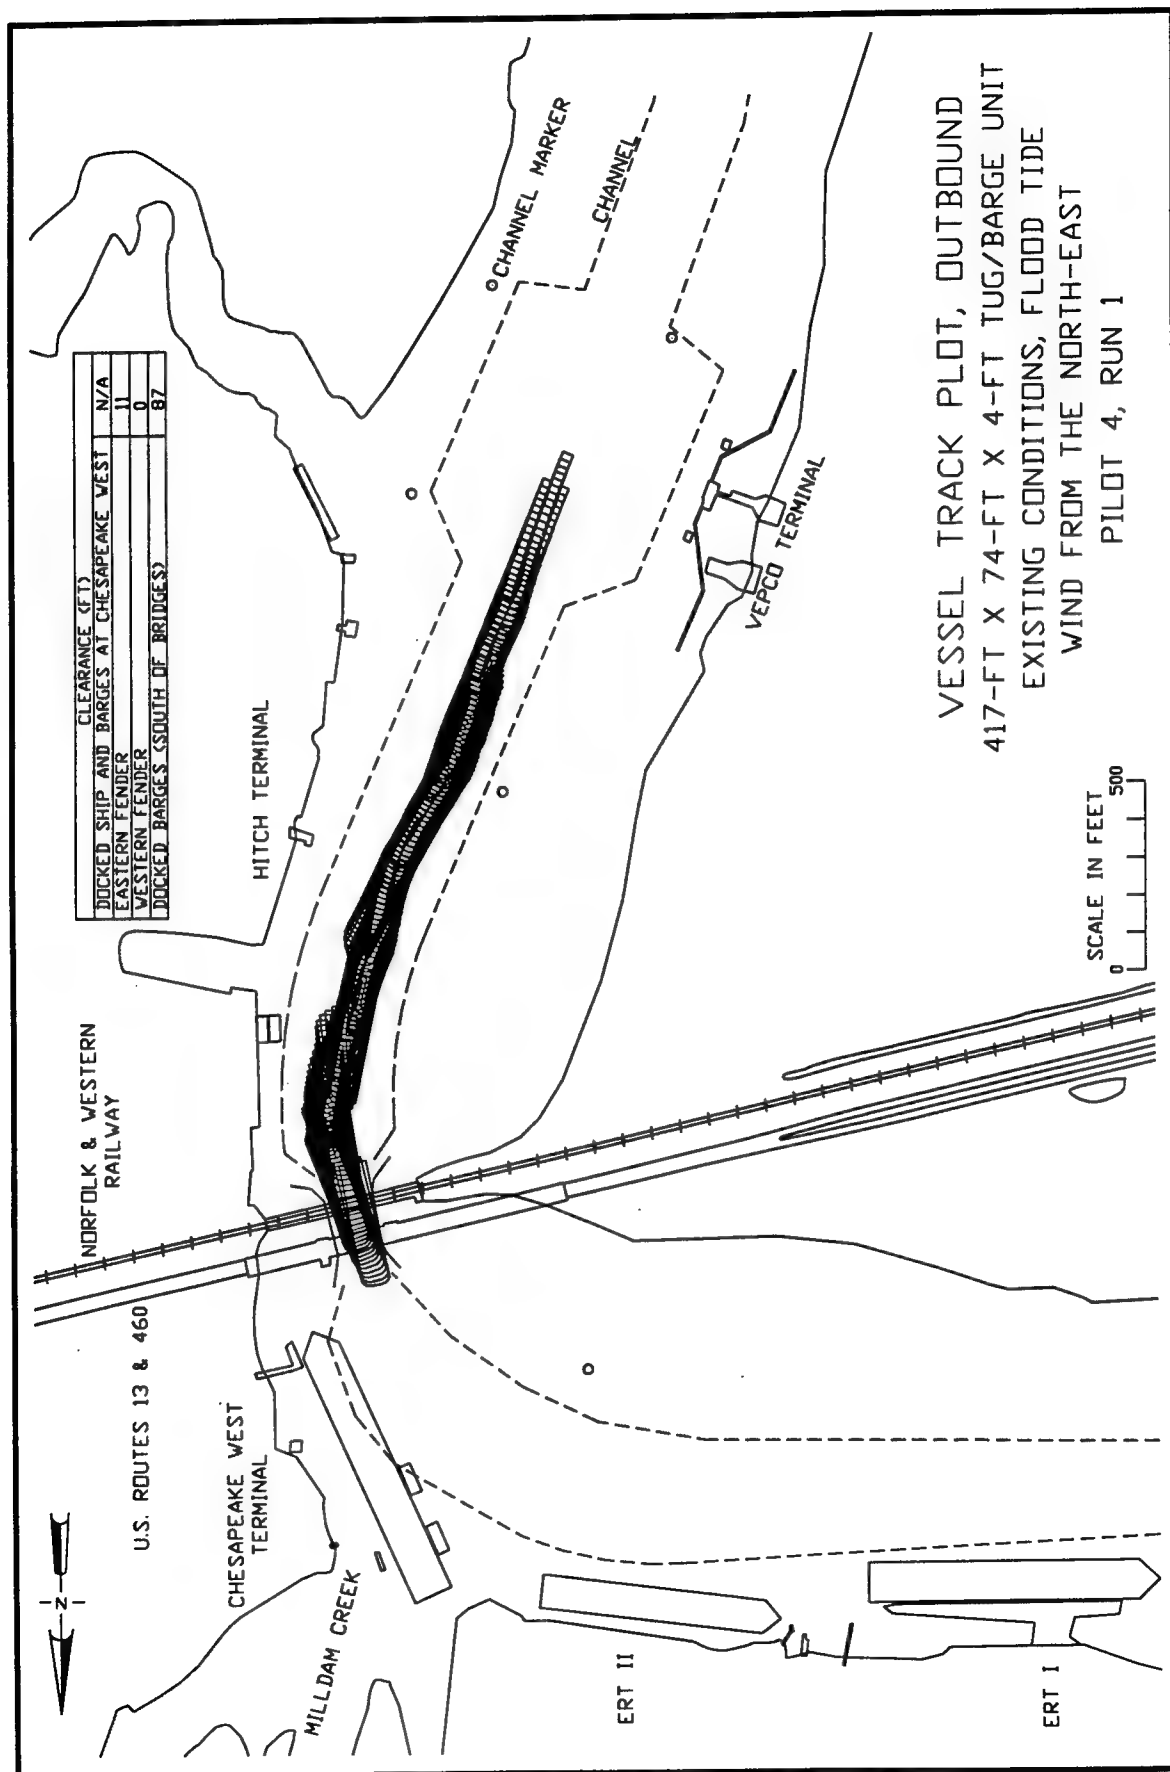 CLEARANCE (FT)
DOCKED SHIP AND BARGES AT CHESAPEAKE WEST N/A
EASTERN FENDER 11
WESTERN FENDER 0
DOCKED BARGES (SOUTH OF BRIDGES) 87
N
U.S. ROUTES 13 & 460
NORFOLK & WESTERN
RAILWAY
HITCH TERMINAL
CHANNEL MARKER
CHANNEL
CHESAPEAKE WEST
TERMINAL
MILLDAM CREEK
VEPCO TERMINAL
ERT II
ERT I
SCALE IN FEET
0 500
VESSEL TRACK PLOT, OUTBOUND
417-FT X 74-FT X 4-FT TUG/BARGE UNIT
EXISTING CONDITIONS, FLOOD TIDE
WIND FROM THE NORTH-EAST
PILOT 4, RUN 1